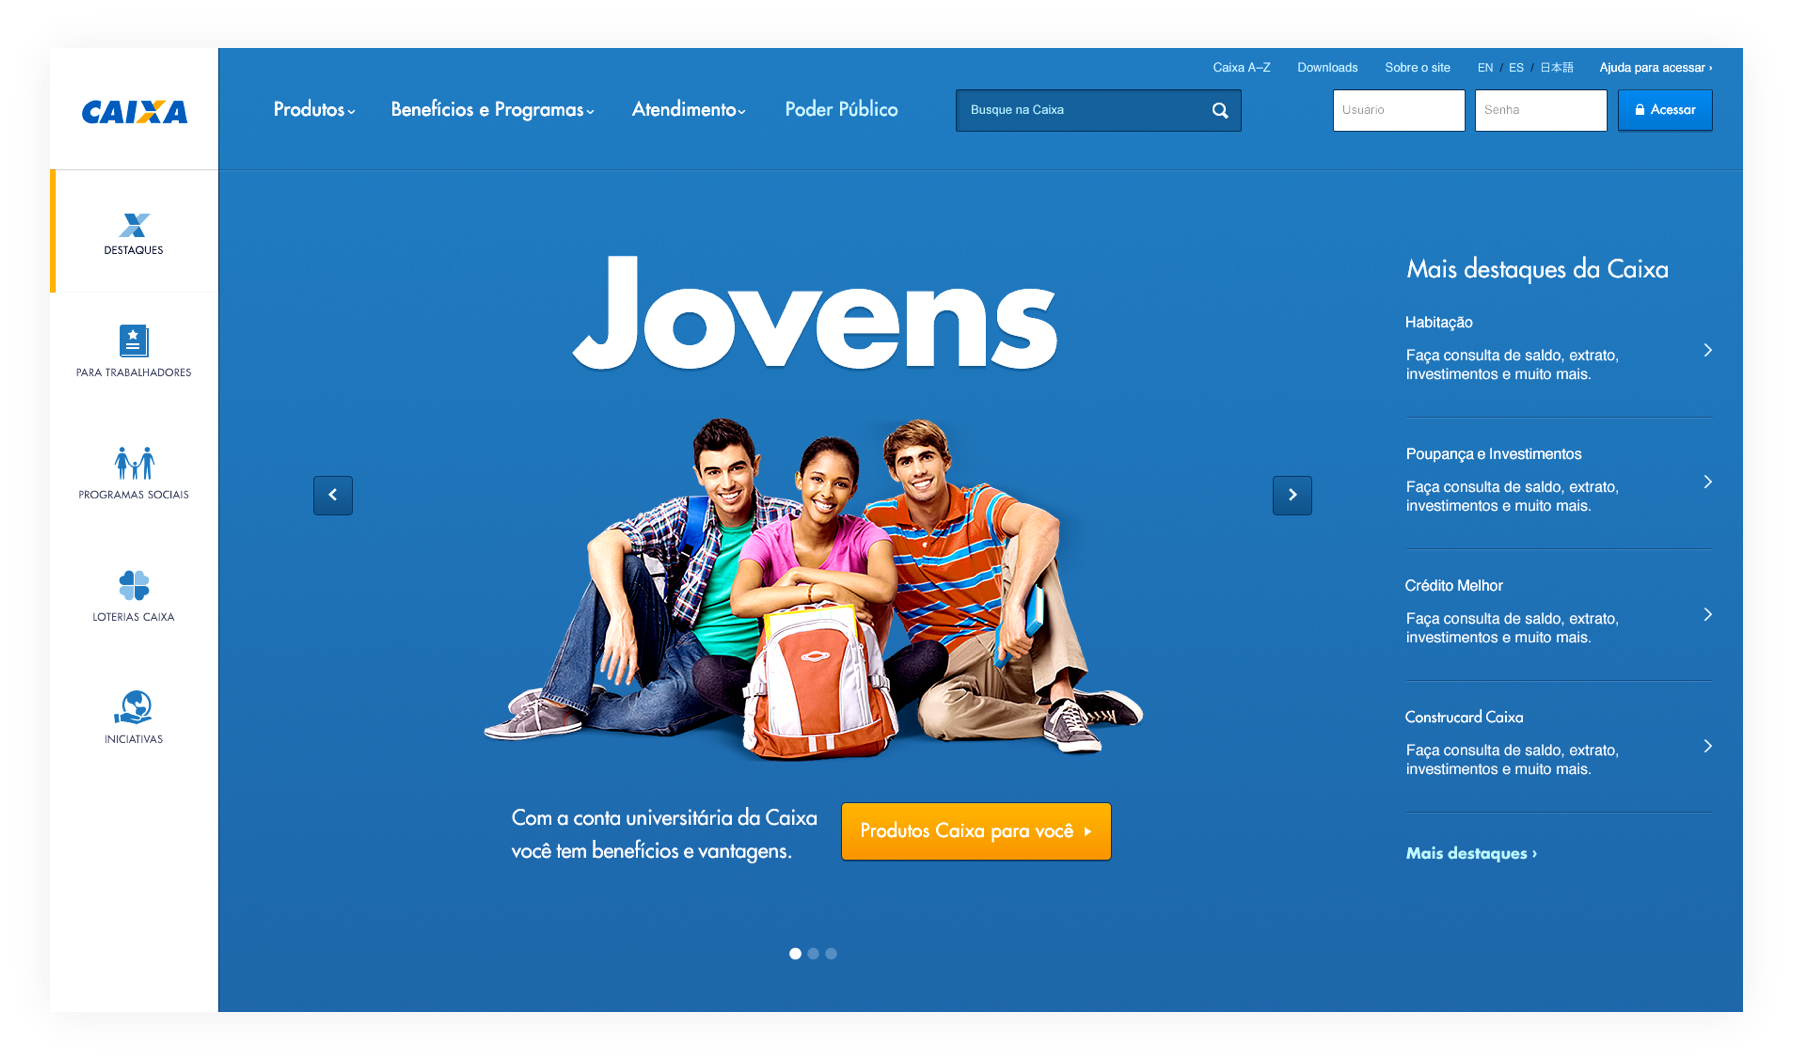 CAIXA
Caixa A–Z Downloads Sobre o site EN / ES / 日本語 Ajuda para acessar ›
Produtos Benefícios e Programas Atendimento Poder Público Busque na Caixa Usuário Senha Acessar
DESTAQUES
PARA TRABALHADORES
PROGRAMAS SOCIAIS
LOTERIAS CAIXA
INICIATIVAS
Jovens
Com a conta universitária da Caixa
você tem benefícios e vantagens.
Produtos Caixa para você
Mais destaques da Caixa
Habitação
Faça consulta de saldo, extrato,
investimentos e muito mais.
Poupança e Investimentos
Faça consulta de saldo, extrato,
investimentos e muito mais.
Crédito Melhor
Faça consulta de saldo, extrato,
investimentos e muito mais.
Construcard Caixa
Faça consulta de saldo, extrato,
investimentos e muito mais.
Mais destaques ›